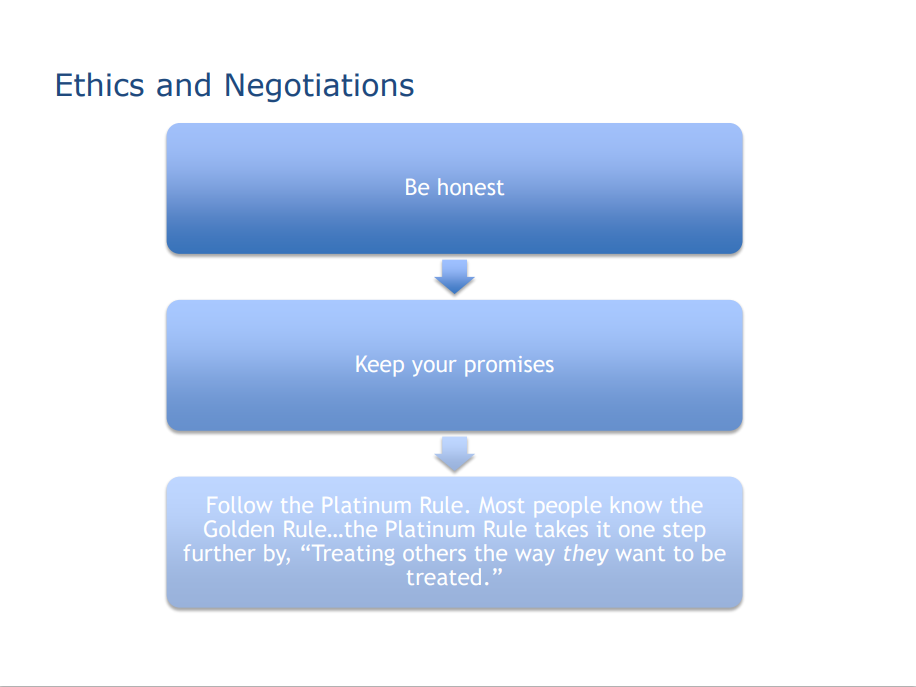 Ethics and Negotiations
Be honest
Keep your promises
Follow the Platinum Rule. Most people know the
Golden Rule…the Platinum Rule takes it one step
further by, “Treating others the way they want to be
treated.”